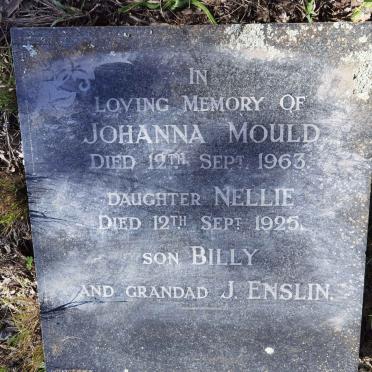 IN
LOVING MEMORY OF
JOHANNA MOULD,
DIED 12TH SEPT. 1963.
DAUGHTER NELLIE
DIED 12TH SEPT 1925.
SON BILLY
AND GRANDAD J. ENSLIN.